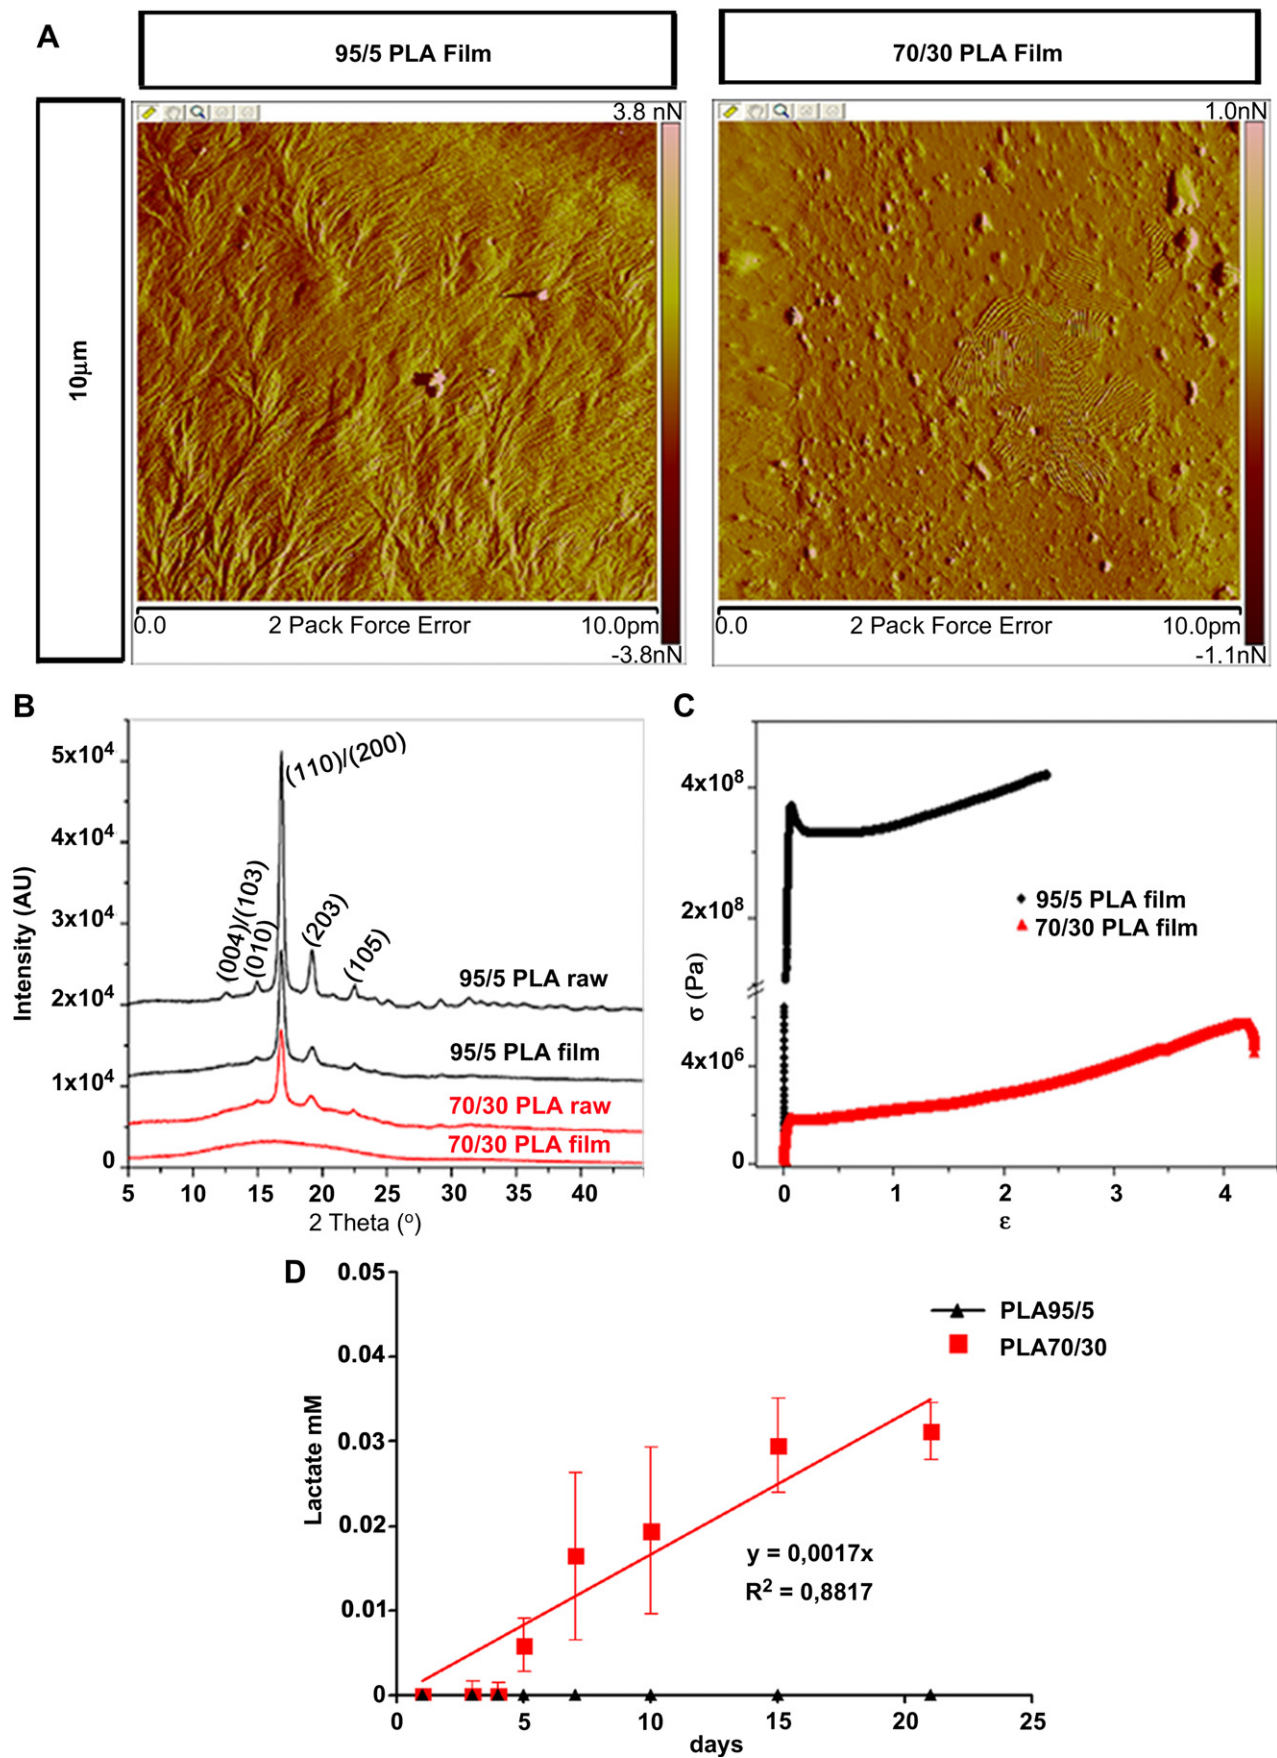 A
95/5 PLA Film
70/30 PLA Film
10µm
3.8 nN
1.0nN
0.0
2 Pack Force Error
10.0pm
-3.8nN
0.0
2 Pack Force Error
10.0pm
-1.1nN
B
Intensity (AU)
5x10⁴
4x10⁴
3x10⁴
2x10⁴
1x10⁴
0
(004)/(103)
(010)
(110)/(200)
(203)
(105)
95/5 PLA raw
95/5 PLA film
70/30 PLA raw
70/30 PLA film
5 10 15 20 25 30 35 40
2 Theta (º)
C
σ (Pa)
4x10⁸
2x10⁸
4x10⁶
0
95/5 PLA film
70/30 PLA film
0 1 2 3 4
ε
D
Lactate mM
0.05
0.04
0.03
0.02
0.01
0
PLA95/5
PLA70/30
y = 0,0017x
R² = 0,8817
0 5 10 15 20 25
days